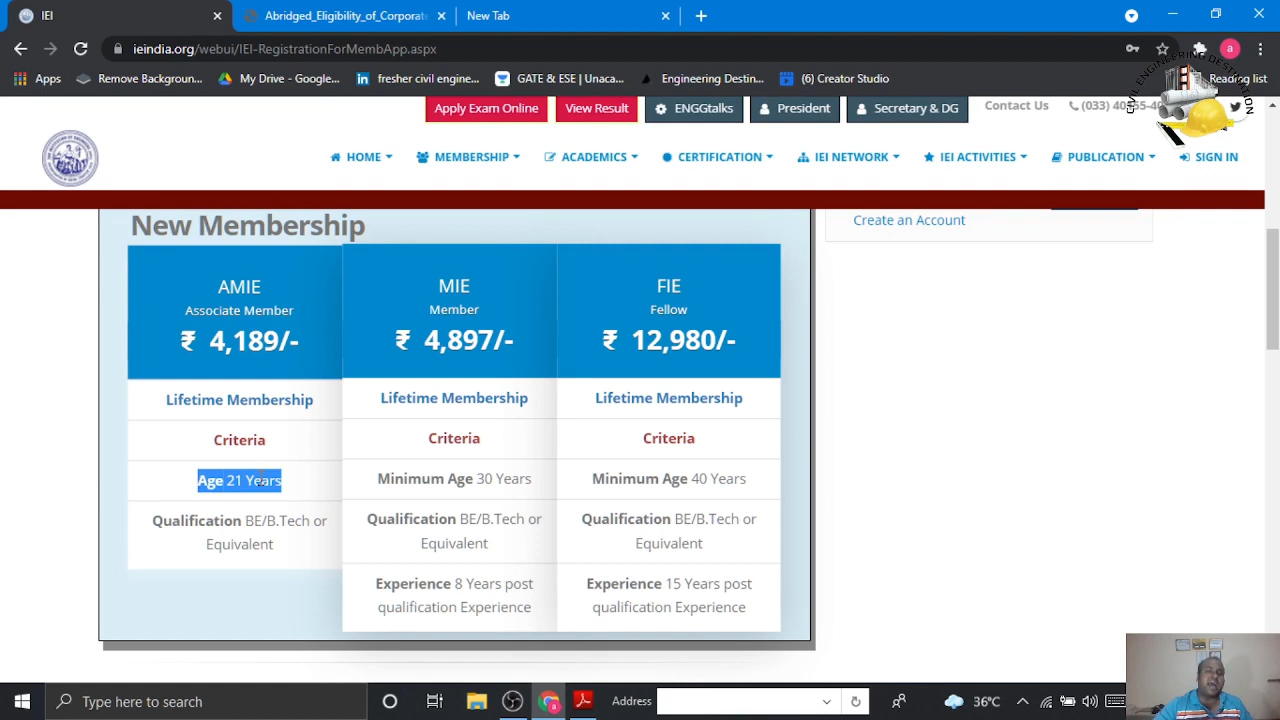 IEI
Abridged_Eligibility_of_Corporate
New Tab
ieindia.org/webui/IEI-RegistrationForMembApp.aspx
Apps
Remove Backgroun...
My Drive - Google...
fresher civil engine...
GATE & ESE | Unaca...
Engineering Destin...
(6) Creator Studio
Reading list
Apply Exam Online
View Result
ENGGtalks
President
Secretary & DG
Contact Us
CIVIL ENGINEERING DESTINATION
HOME
MEMBERSHIP
ACADEMICS
CERTIFICATION
IEI NETWORK
IEI ACTIVITIES
PUBLICATION
SIGN IN
New Membership
Create an Account
AMIE
Associate Member
₹ 4,189/-
Lifetime Membership
Criteria
Age 21 Years
Qualification BE/B.Tech or
Equivalent
MIE
Member
₹ 4,897/-
Lifetime Membership
Criteria
Minimum Age 30 Years
Qualification BE/B.Tech or
Equivalent
Experience 8 Years post
qualification Experience
FIE
Fellow
₹ 12,980/-
Lifetime Membership
Criteria
Minimum Age 40 Years
Qualification BE/B.Tech or
Equivalent
Experience 15 Years post
qualification Experience
Type here to search
Address
36°C